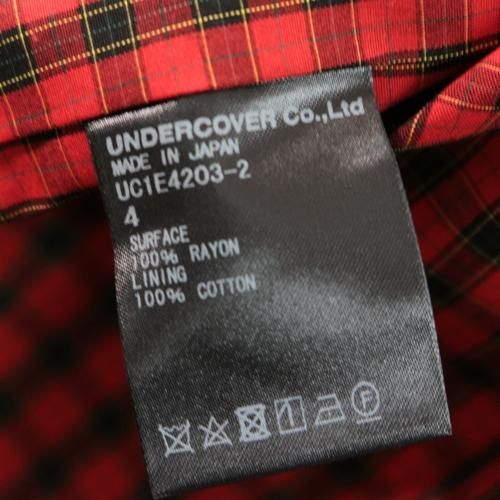 UNDERCOVER Co.,Ltd
MADE IN JAPAN
UC1E4203-2
4
SURFACE
100% RAYON
LINING
100% COTTON
F